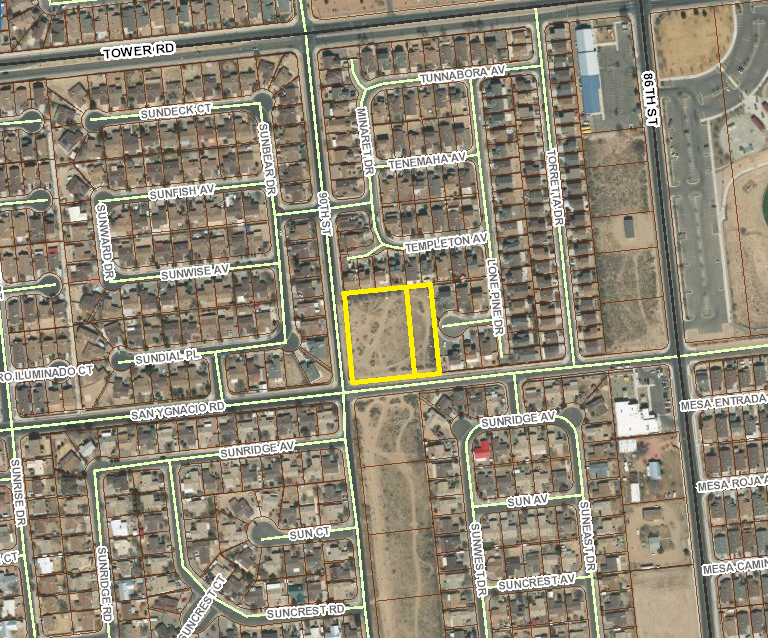 TOWER RD
TUNNABORA AV
86TH ST
SUNDECK CT
MINARET DR
SUNBEAR DR
TENEMAHA AV
TORRETTA DR
SUNFISH AV
90TH ST
SUNWARD DR
TEMPLETON AV
SUNWISE AV
LONE PINE DR
SUNDIAL PL
RO ILUMINADO CT
SAN YGNACIO RD
MESA ENTRADA
SUNRIDGE AV
SUNRIDGE AV
SUNRISE DR
MESA ROJA A
SUN AV
SUN CT
SUNWEST DR
SUNEAST DR
CT
SUNRIDGE RD
MESA CAMIN
SUNCREST AV
SUNCREST CT
SUNCREST RD